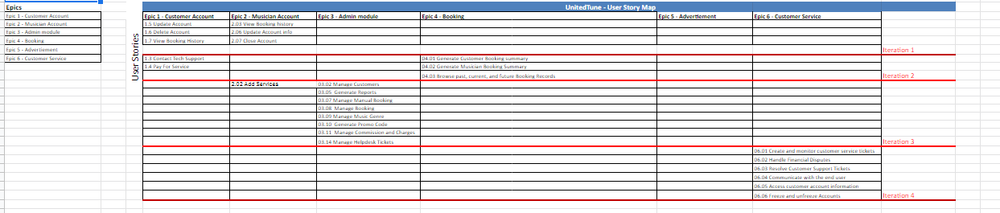 Epics
Epic 1 - Customer Account
Epic 2 - Musician Account
Epic 3 - Admin module
Epic 4 - Booking
Epic 5 - Advertiement
Epic 6 - Customer Service
User Stories
UnitedTune - User Story Map
Epic 1 - Customer Account Epic 2 - Musician Account Epic 3 - Admin module Epic 4 - Booking Epic 5 - Advertiement Epic 6 - Customer Service
1.5 Update Account 2.03 View Booking history
1.6 Delete Account 2.06 Update Account info
1.7 View Booking History 2.07 Close Account
Iteration 1
1.3 Contact Tech Support 04.01 Generate Customer Booking summary
1.4 Pay For Service 04.02 Generate Musician Booking Summary
04.03 Browse past, current, and future Booking Records Iteration 2
2.02 Add Services 03.02 Manage Customers
03.05 Generate Reports
03.07 Manage Manual Booking
03.08 Manage Booking
03.09 Manage Music Genre
03.10 Generate Promo Code
03.11 Manage Commission and Charges
03.14 Manage Helpdesk Tickets Iteration 3
06.01 Create and monitor customer service tickets
06.02 Handle Financial Disputes
06.03 Resolve Customer Support Tickets
06.04 Communicate with the end user
06.05 Access customer account information
06.06 Freeze and unfreeze Accounts Iteration 4